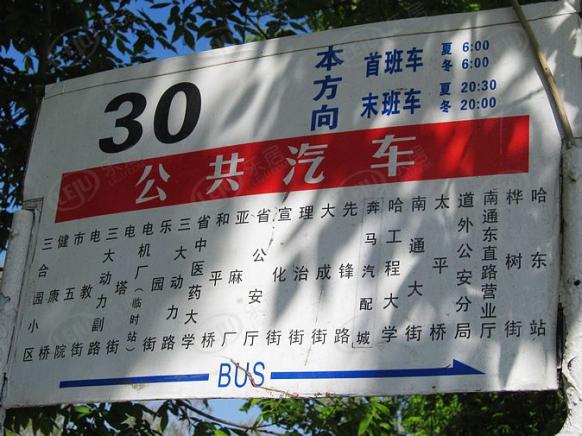 30
本方向
首班车 夏 6:00 冬 6:00
末班车 夏 20:30 冬 20:00
公共汽车
三合园小区
健康桥
市五院
电教街
三大动力副路
电塔街
电机厂(临时站)
乐街
三大动力路
省中医药大学
和平桥
亚麻厂
省公安厅
宣化街
理治街
大成街
先锋路
奔马汽配城
哈工程大学
南通大街
太平桥
道外公安分局
南通东直路营业厅
桦树街
哈东站
BUS